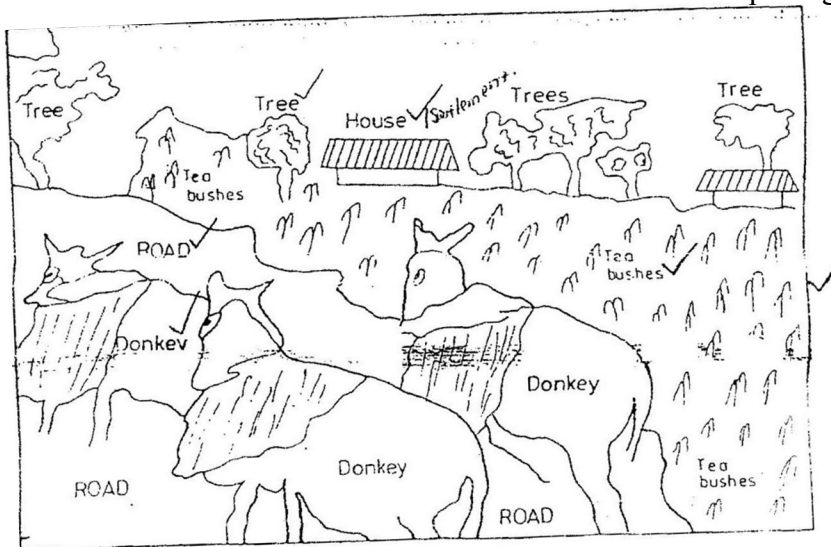 Tree
Tree
House / Settlement.
Trees
Tree
Tea
bushes
ROAD
Tea
bushes
Donkey
Donkey
Donkey
Tea
bushes
ROAD
ROAD